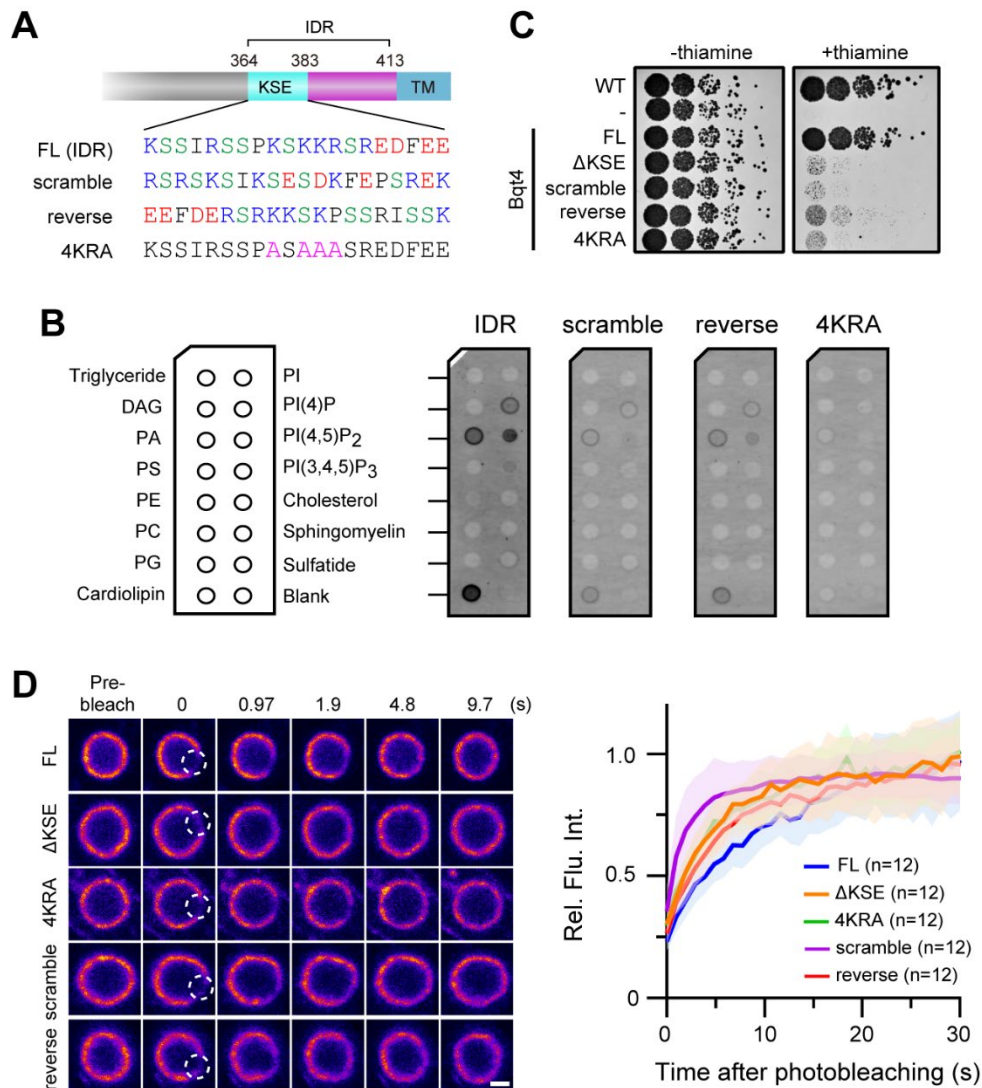 A
IDR
364 383 413
KSE TM
FL (IDR) KSSIRSSPKSKKRSREDFEE
scramble RSRSKSIKSESDKFEPSREK
reverse EEFDERSRKKSKPSSRISSK
4KRA KSSIRSSPASAAASREDFEE
C
-thiamine +thiamine
WT
-
FL
ΔKSE
scramble
reverse
4KRA
Bqt4
B
IDR scramble reverse 4KRA
Triglyceride PI
DAG PI(4)P
PA PI(4,5)P2
PS PI(3,4,5)P3
PE Cholesterol
PC Sphingomyelin
PG Sulfatide
Cardiolipin Blank
D
Pre-
bleach 0 0.97 1.9 4.8 9.7 (s)
FL
ΔKSE
4KRA
scramble
reverse
Rel. Flu. Int.
1.0
0.5
0
0 10 20 30
Time after photobleaching (s)
FL (n=12)
ΔKSE (n=12)
4KRA (n=12)
scramble (n=12)
reverse (n=12)